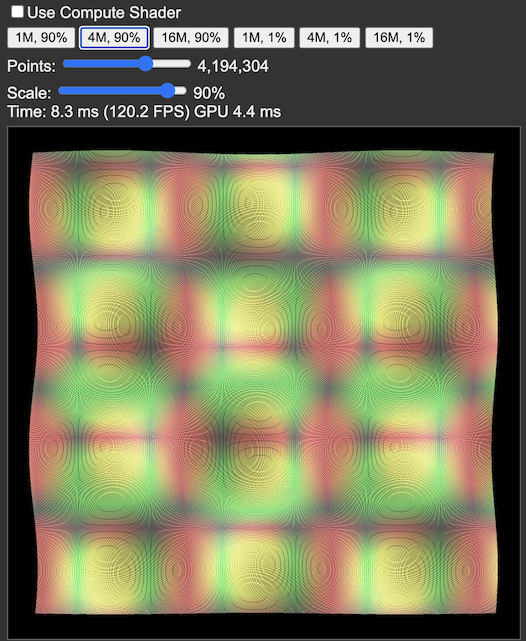 Use Compute Shader
1M, 90% 4M, 90% 16M, 90% 1M, 1% 4M, 1% 16M, 1%
Points: 4,194,304
Scale: 90%
Time: 8.3 ms (120.2 FPS) GPU 4.4 ms